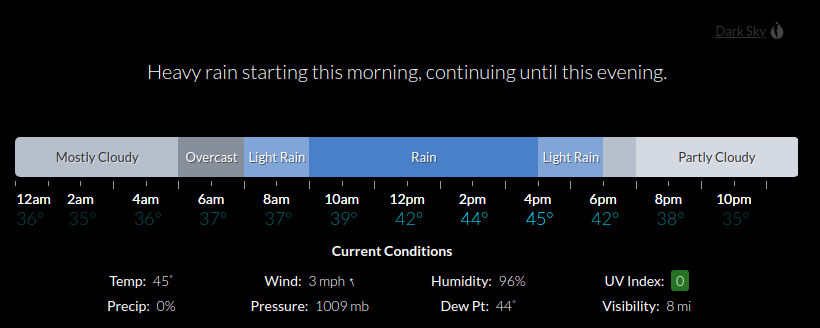 Dark Sky
Heavy rain starting this morning, continuing until this evening.
Mostly Cloudy Overcast Light Rain Rain Light Rain Partly Cloudy
12am 2am 4am 6am 8am 10am 12pm 2pm 4pm 6pm 8pm 10pm
36° 35° 36° 37° 37° 39° 42° 44° 45° 42° 38° 35°
Current Conditions
Temp: 45° Wind: 3 mph Humidity: 96% UV Index: 0
Precip: 0% Pressure: 1009 mb Dew Pt: 44° Visibility: 8 mi